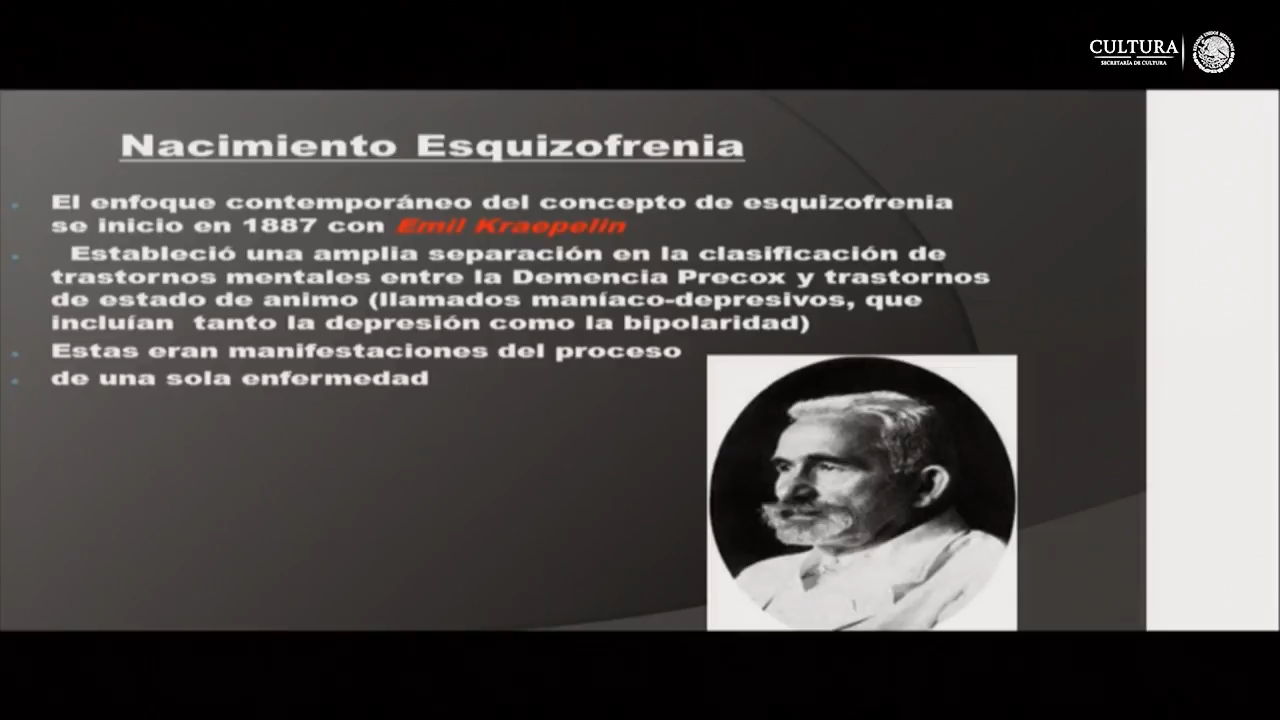 CULTURA
SECRETARÍA DE CULTURA
Nacimiento Esquizofrenia
El enfoque contemporáneo del concepto de esquizofrenia
se inicio en 1887 con Emil Kraepelin
Estableció una amplia separación en la clasificación de
trastornos mentales entre la Demencia Precox y trastornos
de estado de animo (llamados maníaco-depresivos, que
incluían tanto la depresión como la bipolaridad)
Estas eran manifestaciones del proceso
de una sola enfermedad